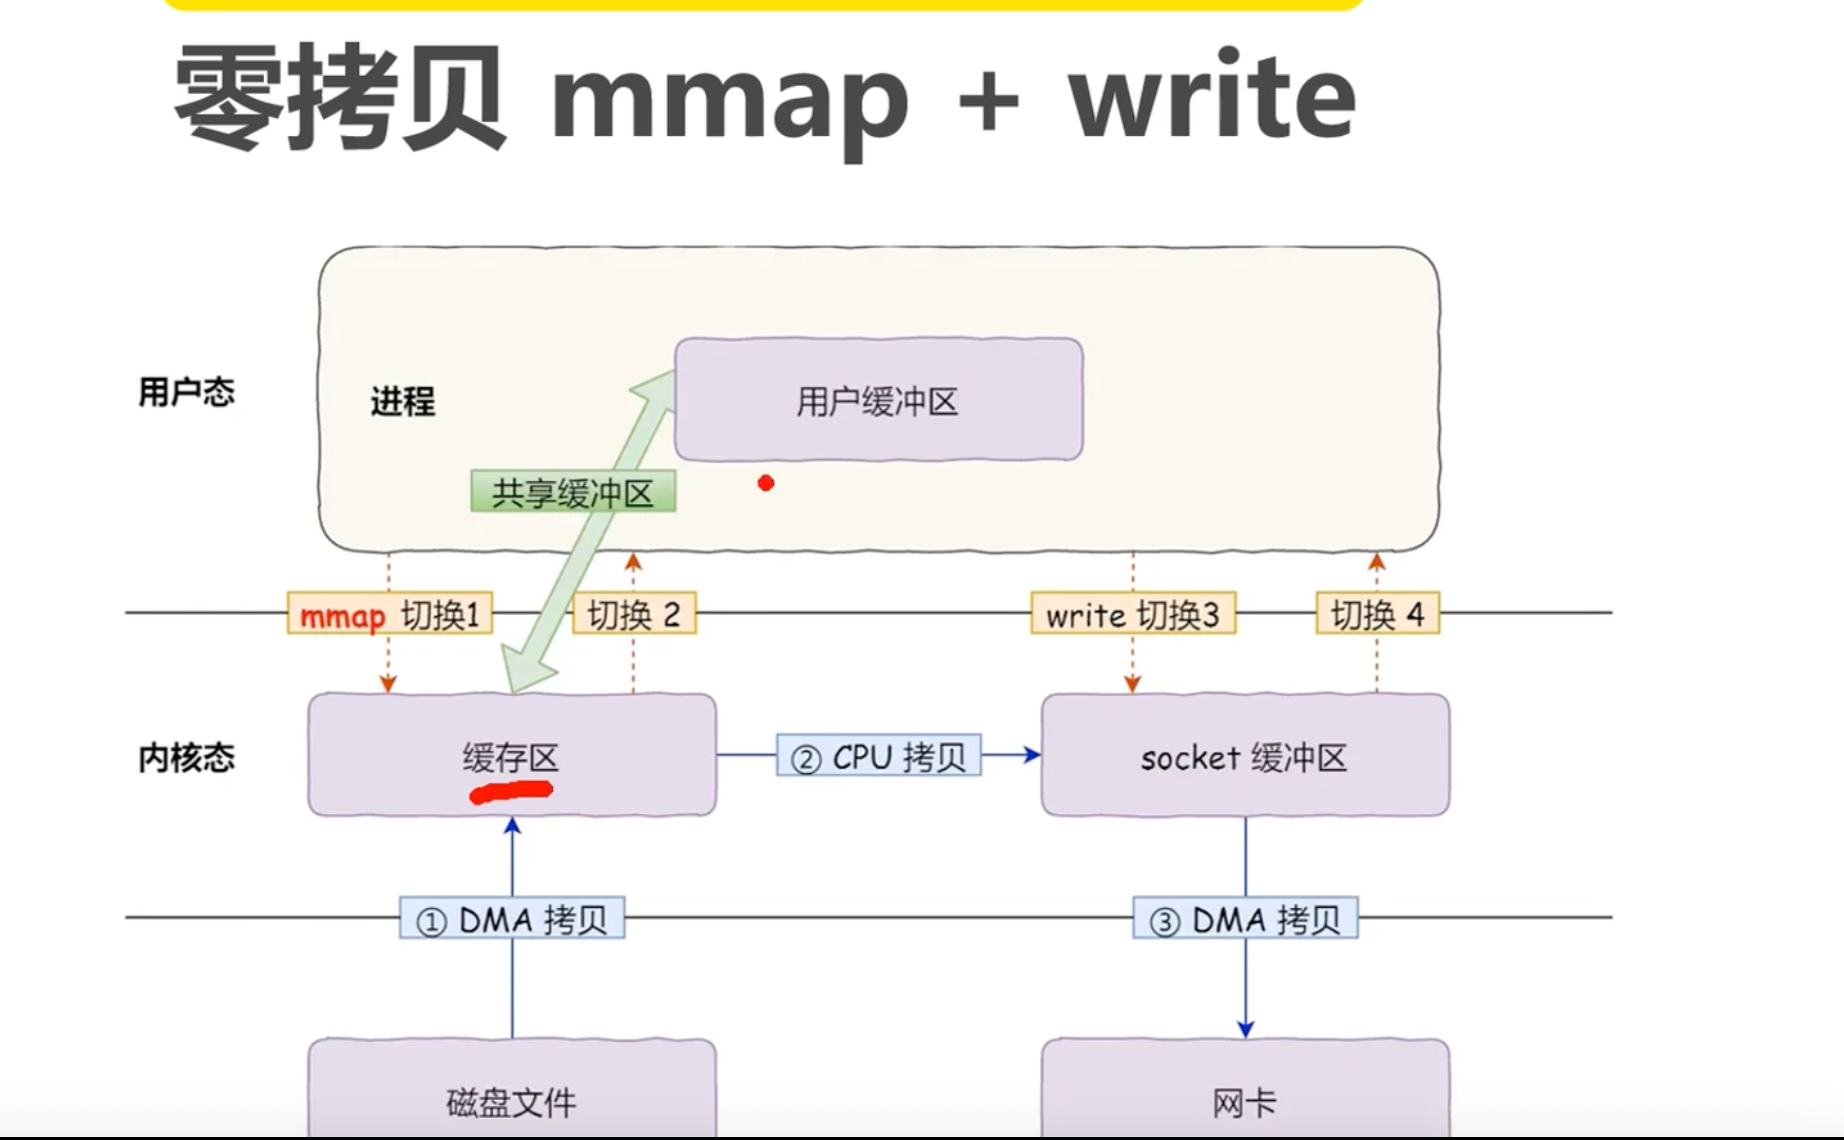 零拷贝 mmap + write
用户态
进程
用户缓冲区
共享缓冲区
mmap 切换1
切换 2
write 切换3
切换 4
内核态
缓存区
② CPU 拷贝
socket 缓冲区
① DMA 拷贝
③ DMA 拷贝
磁盘文件
网卡